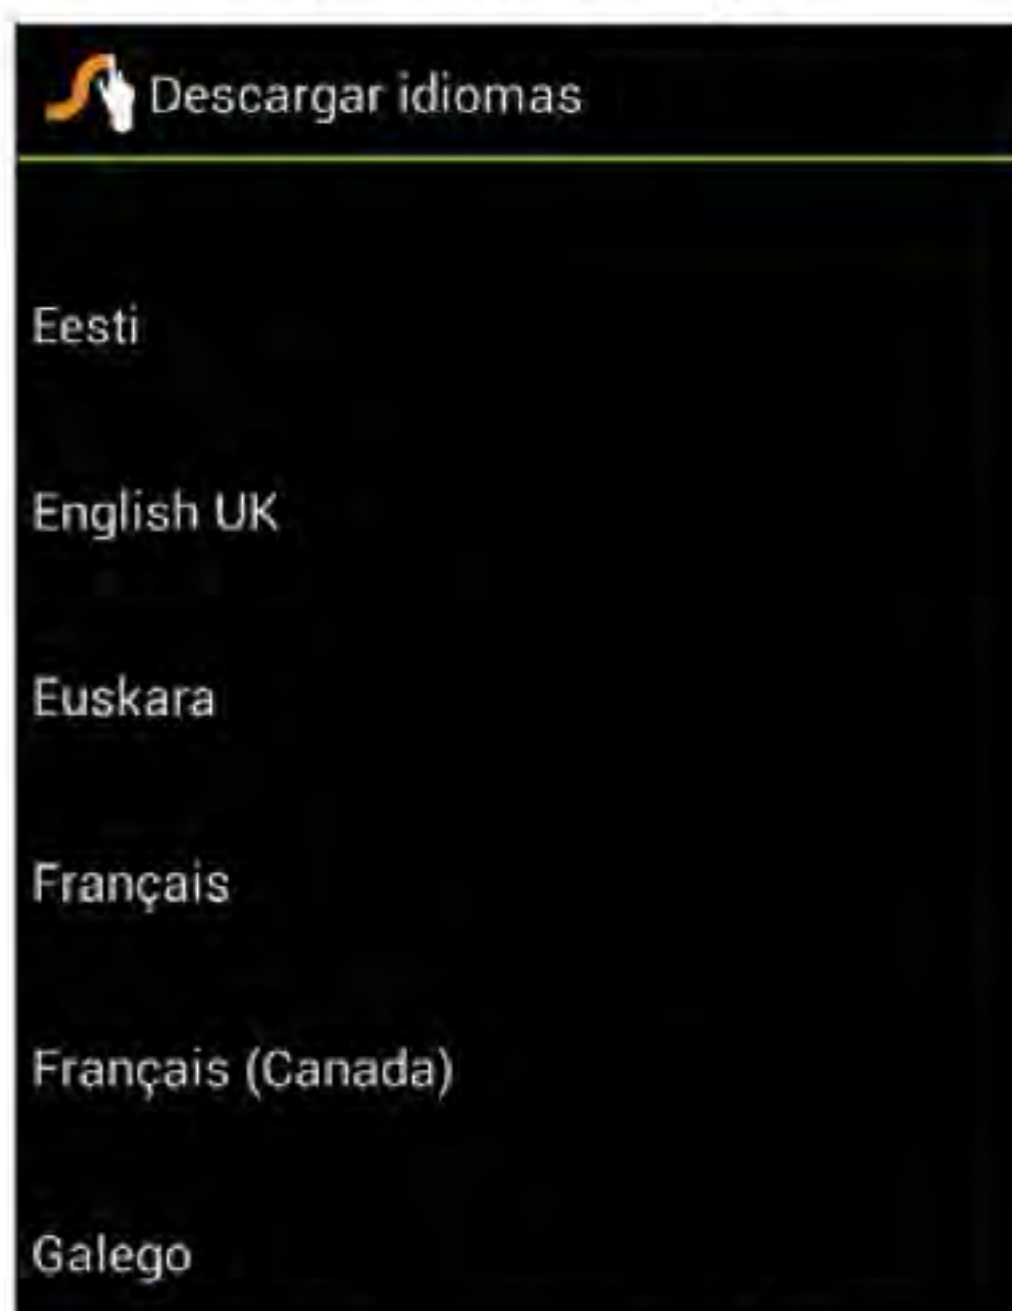 Descargar idiomas
Eesti
English UK
Euskara
Français
Français (Canada)
Galego